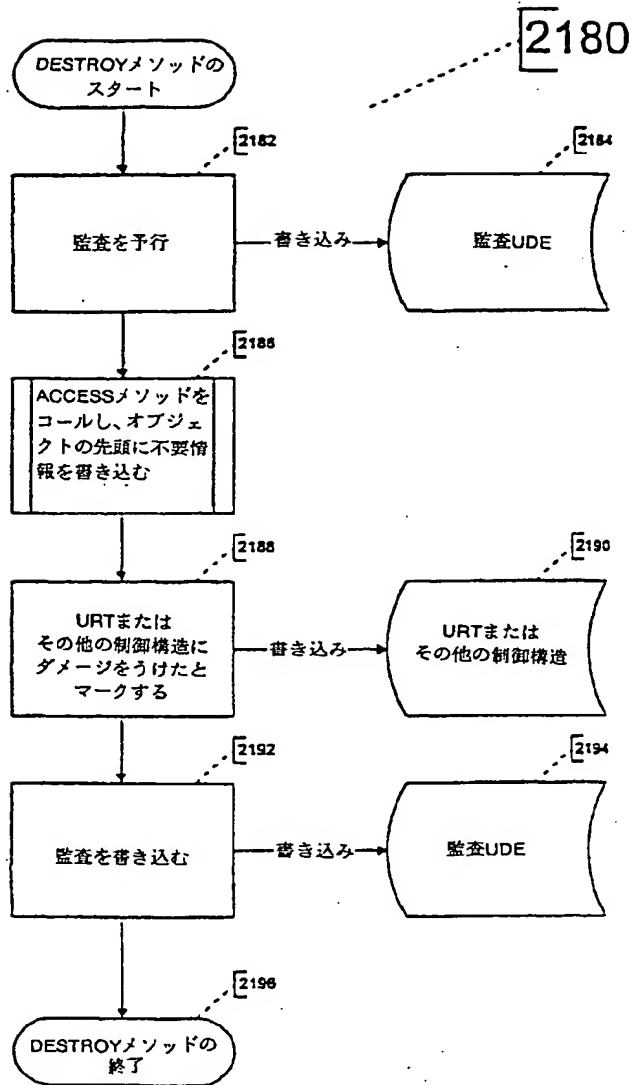 2180
DESTROYメソッドの
スタート
2182
監査を予行
書き込み
2184
監査UDE
2186
ACCESSメソッドを
コールし、オブジェ
クトの先頭に不要情
報を書き込む
2188
URTまたは
その他の制御構造に
ダメージをうけたと
マークする
書き込み
2190
URTまたは
その他の制御構造
2192
監査を書き込む
書き込み
2194
監査UDE
2196
DESTROYメソッドの
終了